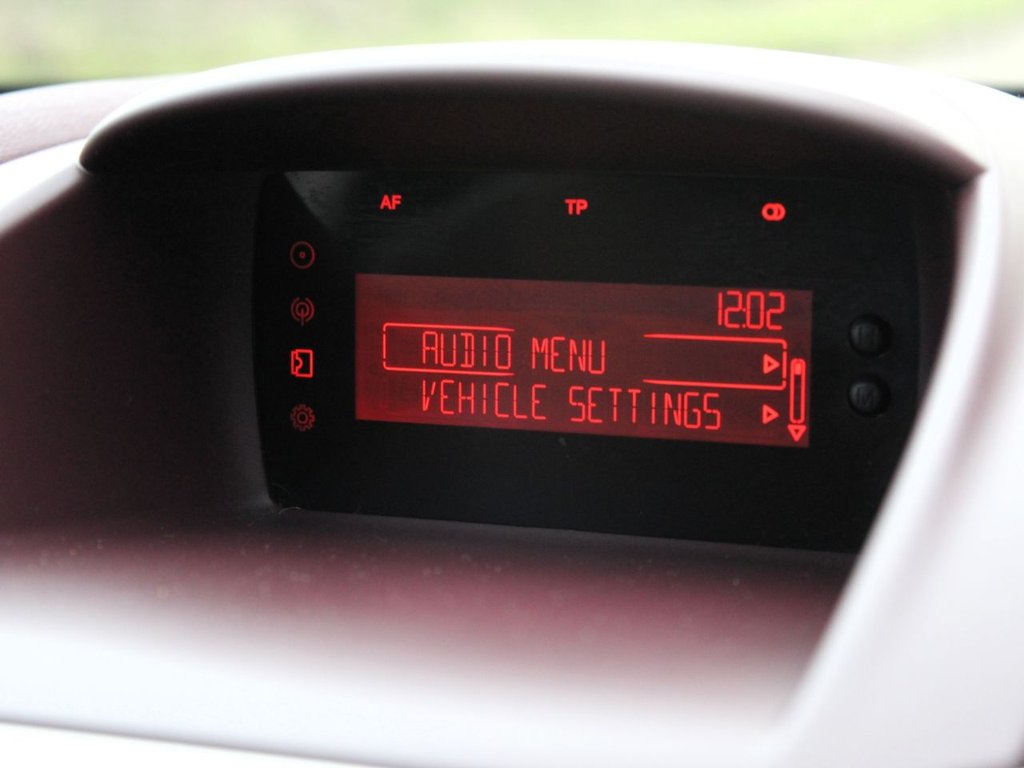 AF TP
12:02
AUDIO MENU
VEHICLE SETTINGS